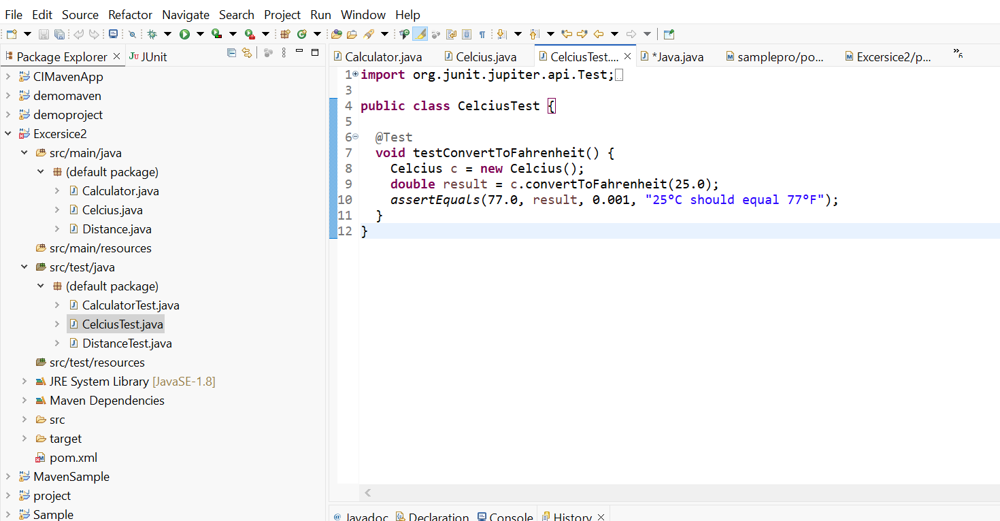 File Edit Source Refactor Navigate Search Project Run Window Help
Package Explorer
JUnit
CIMavenApp
demomaven
demoproject
Excersice2
src/main/java
(default package)
Calculator.java
Celcius.java
Distance.java
src/main/resources
src/test/java
(default package)
CalculatorTest.java
CelciusTest.java
DistanceTest.java
src/test/resources
JRE System Library [JavaSE-1.8]
Maven Dependencies
src
target
pom.xml
MavenSample
project
Sample
Calculator.java Celcius.java CelciusTest.... *Java.java samplepro/po... Excersice2/p... »6
1 import org.junit.jupiter.api.Test;
3
4 public class CelciusTest {
5
6 @Test
7 void testConvertToFahrenheit() {
8 Celcius c = new Celcius();
9 double result = c.convertToFahrenheit(25.0);
10 assertEquals(77.0, result, 0.001, "25°C should equal 77°F");
11 }
12 }
Javadoc Declaration Console History